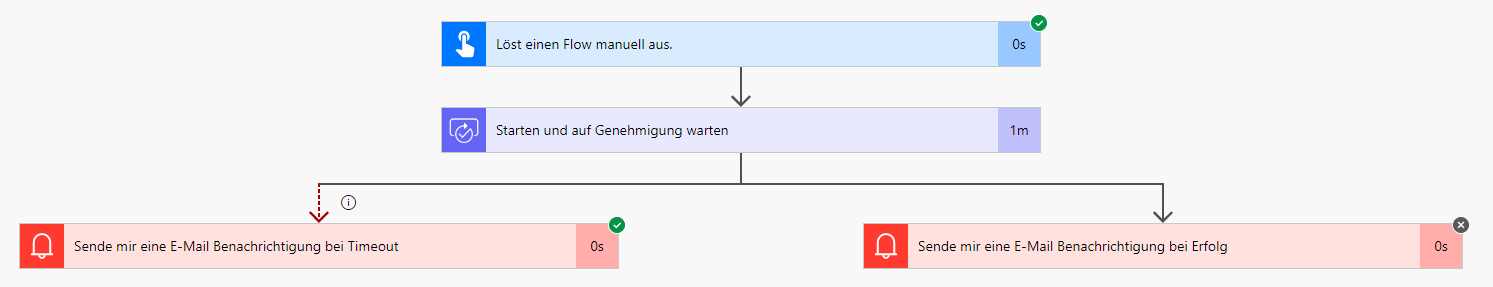 Löst einen Flow manuell aus.
0s
Starten und auf Genehmigung warten
1m
Sende mir eine E-Mail Benachrichtigung bei Timeout
0s
Sende mir eine E-Mail Benachrichtigung bei Erfolg
0s